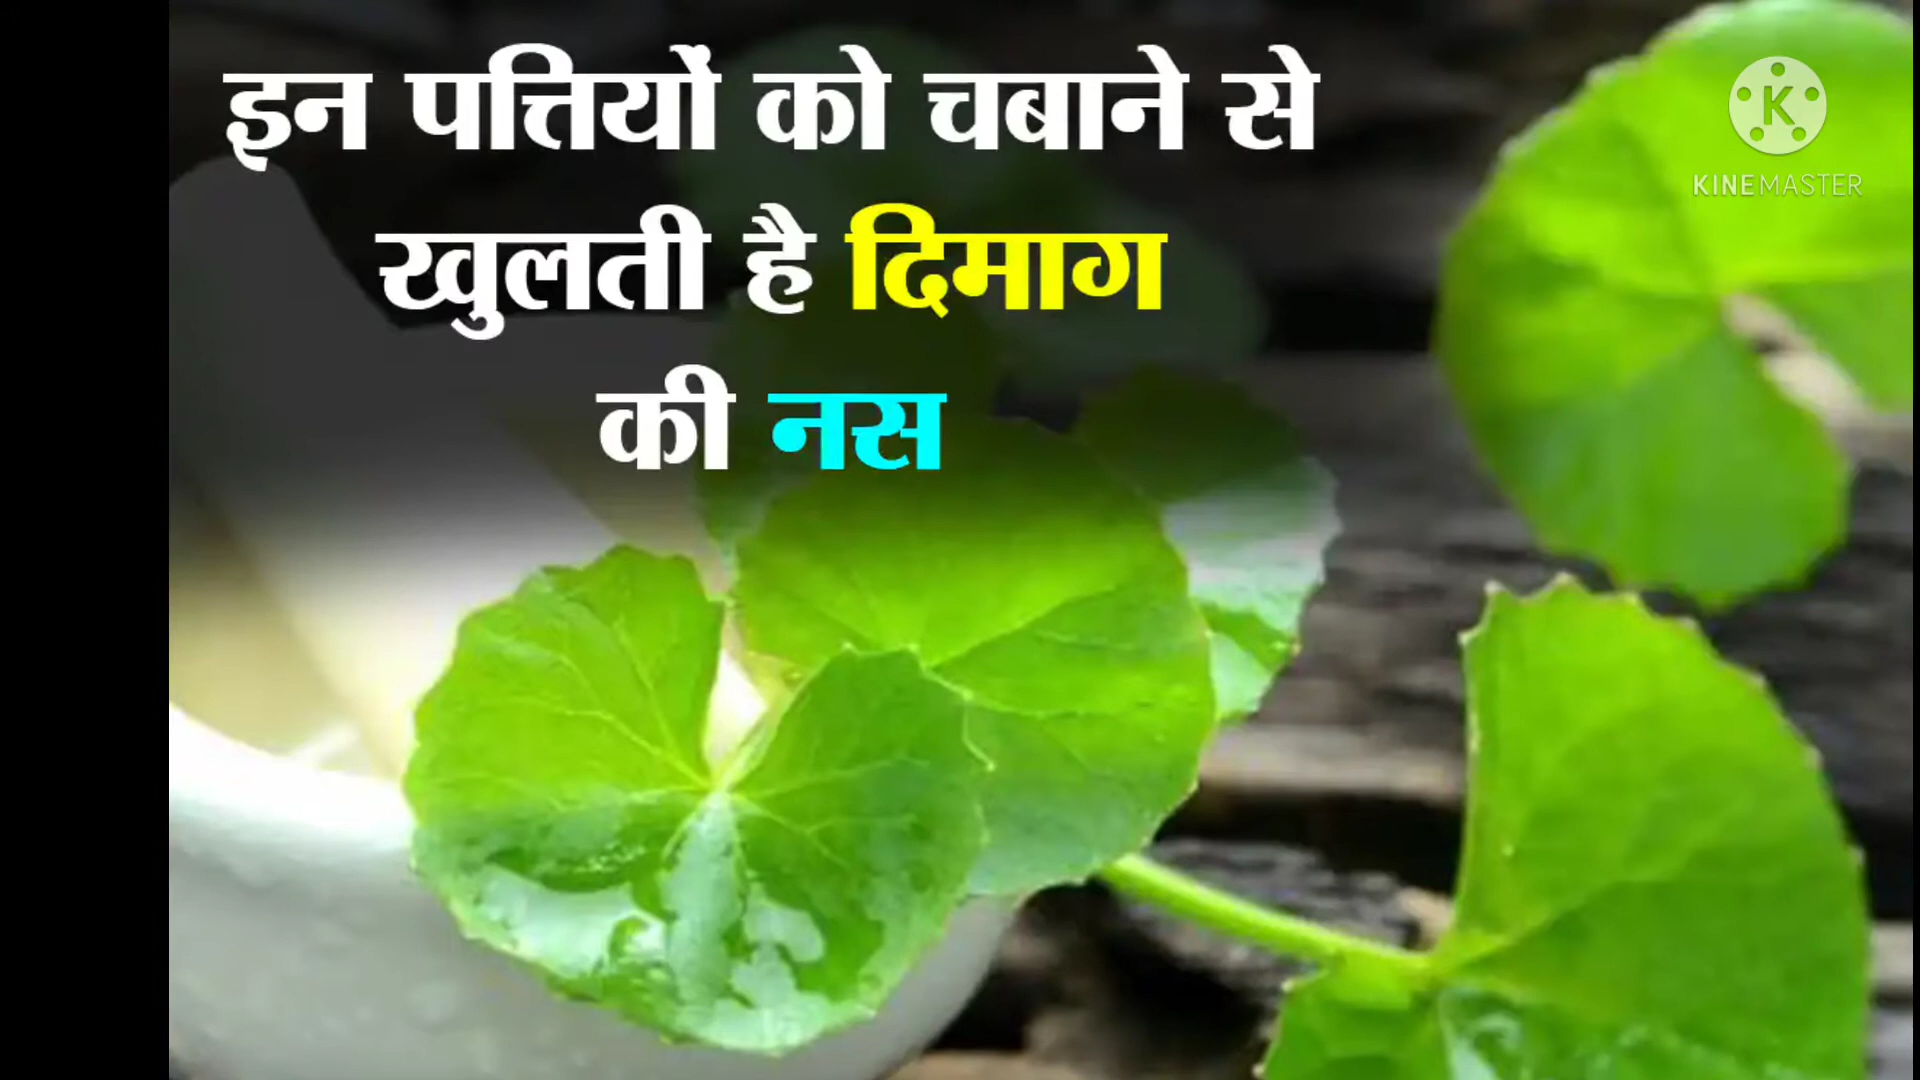 इन पत्तियों को चबाने से
खुलती है दिमाग
की नस
K
KINEMASTER